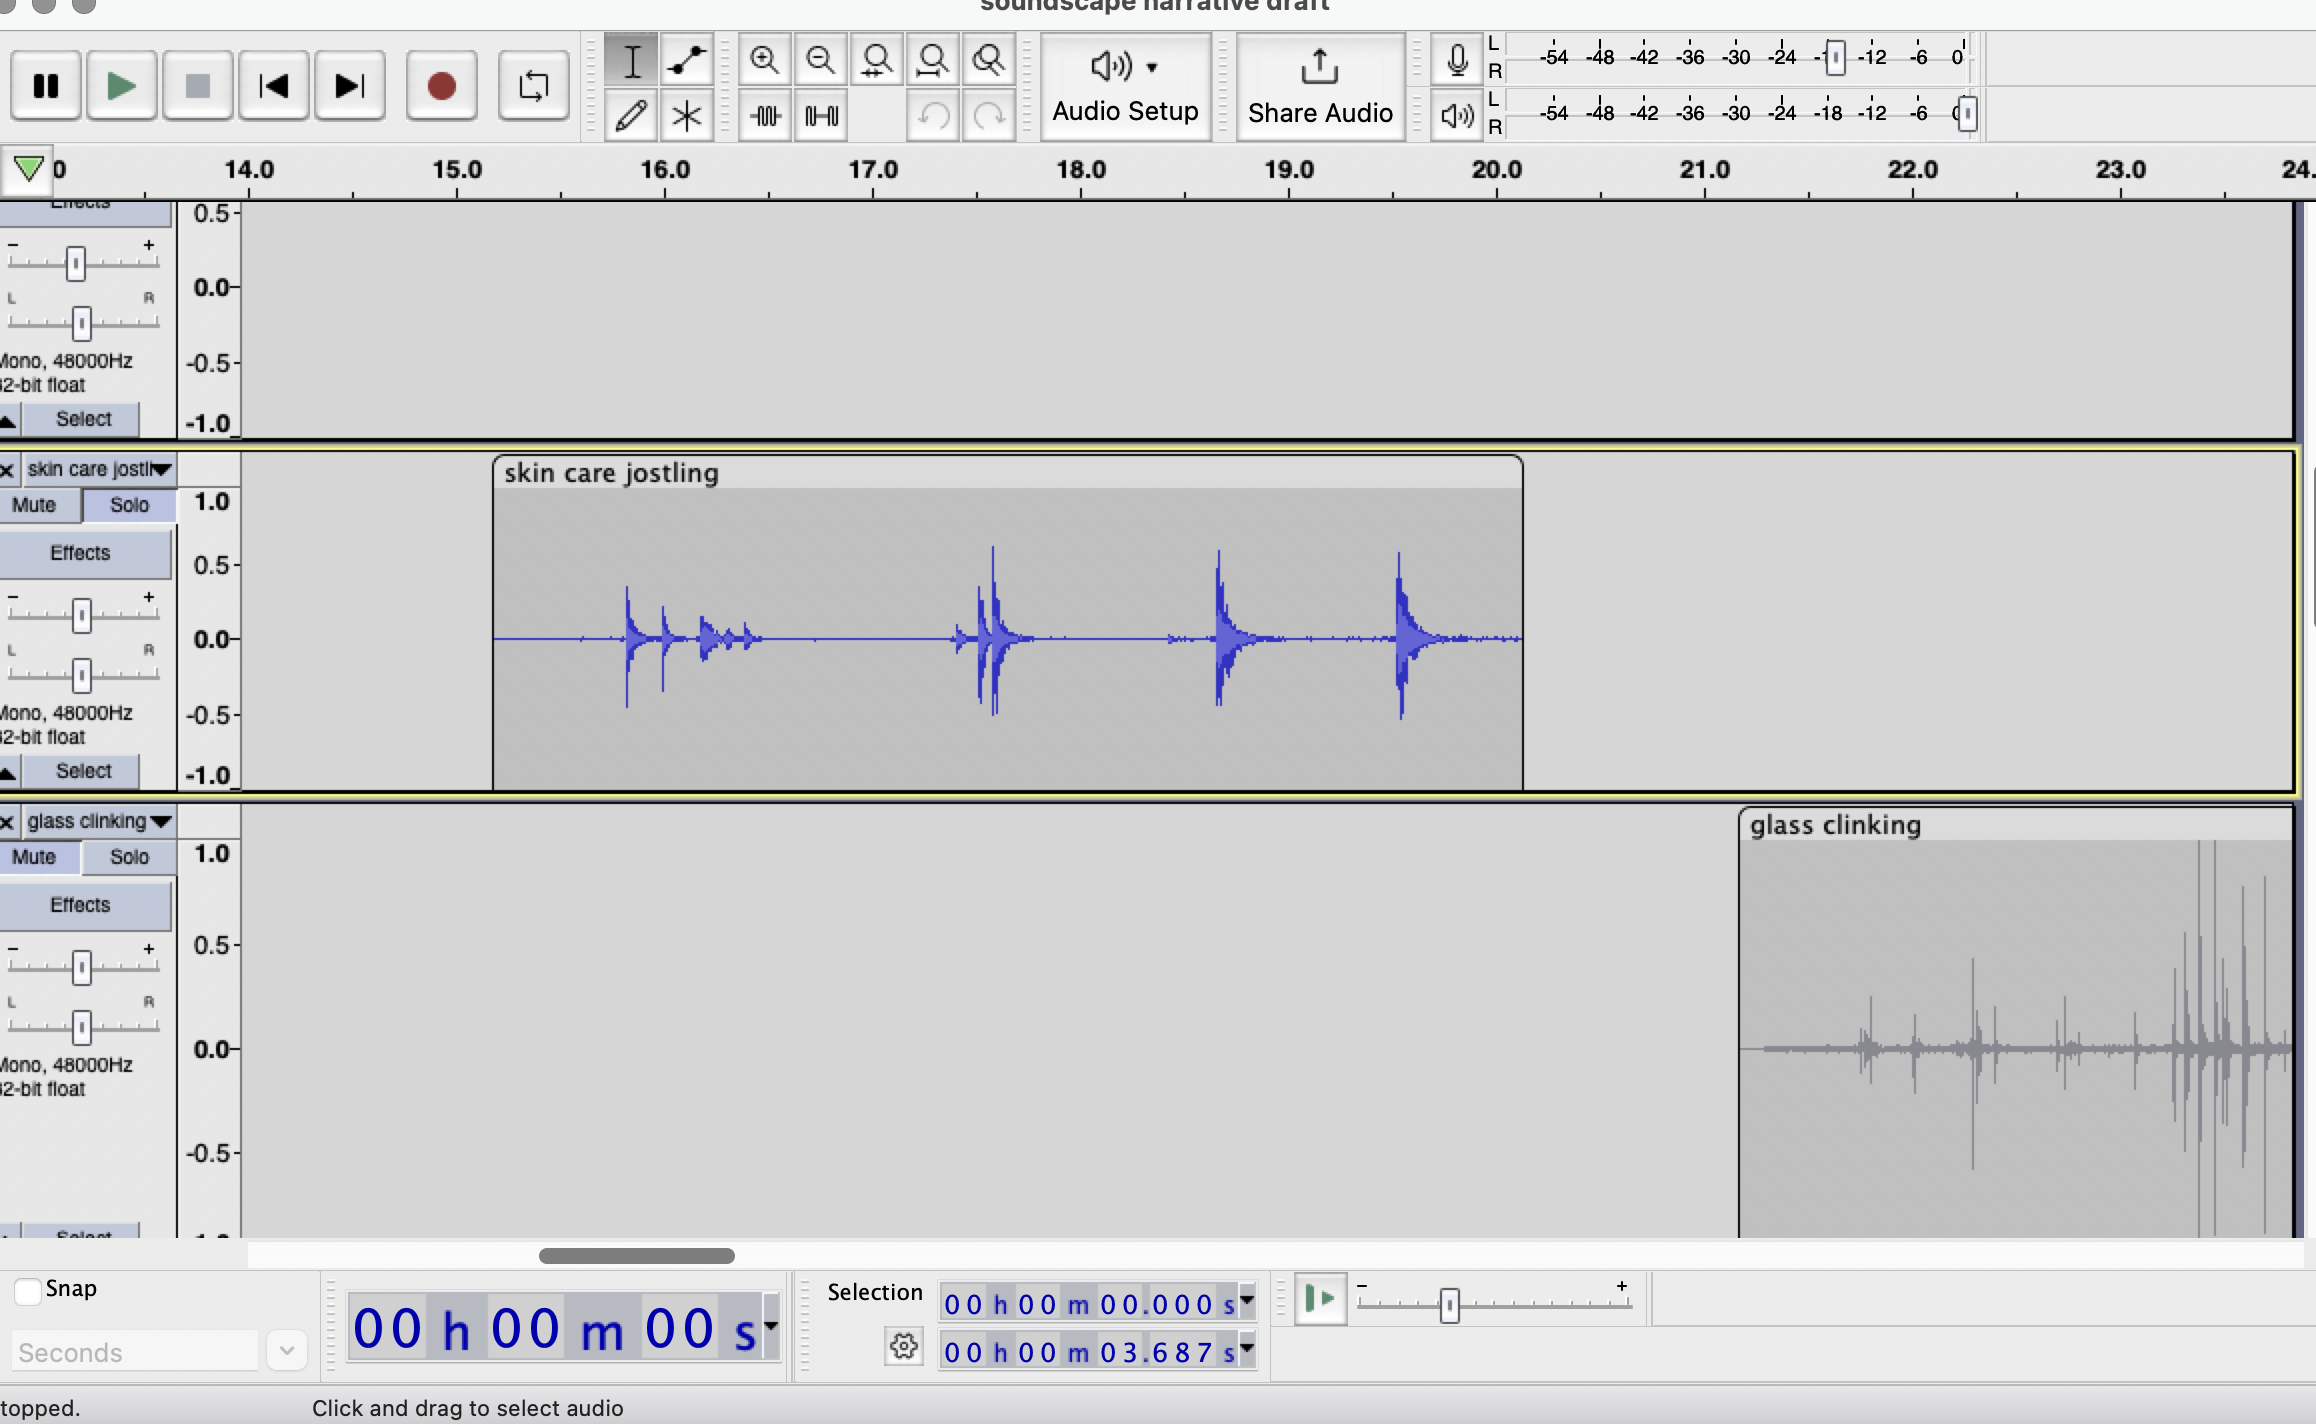 soundscape narrative draft
Audio Setup
Share Audio
L
R
-54 -48 -42 -36 -30 -24 -12 -6 0
L
R
-54 -48 -42 -36 -30 -24 -18 -12 -6
0 14.0 15.0 16.0 17.0 18.0 19.0 20.0 21.0 22.0 23.0 24.
Effects
- +
L R
Mono, 48000Hz
32-bit float
Select
0.5
0.0
-0.5
-1.0
skin care jostli
Mute Solo
Effects
- +
L R
Mono, 48000Hz
32-bit float
Select
1.0
0.5
0.0
-0.5
-1.0
skin care jostling
glass clinking
Mute Solo
Effects
- +
L R
Mono, 48000Hz
32-bit float
Select
1.0
0.5
0.0
-0.5
glass clinking
Snap
Seconds
00 h 00 m 00 s
Selection
00 h 00 m 00.000 s
00 h 00 m 03.687 s
- +
topped.
Click and drag to select audio